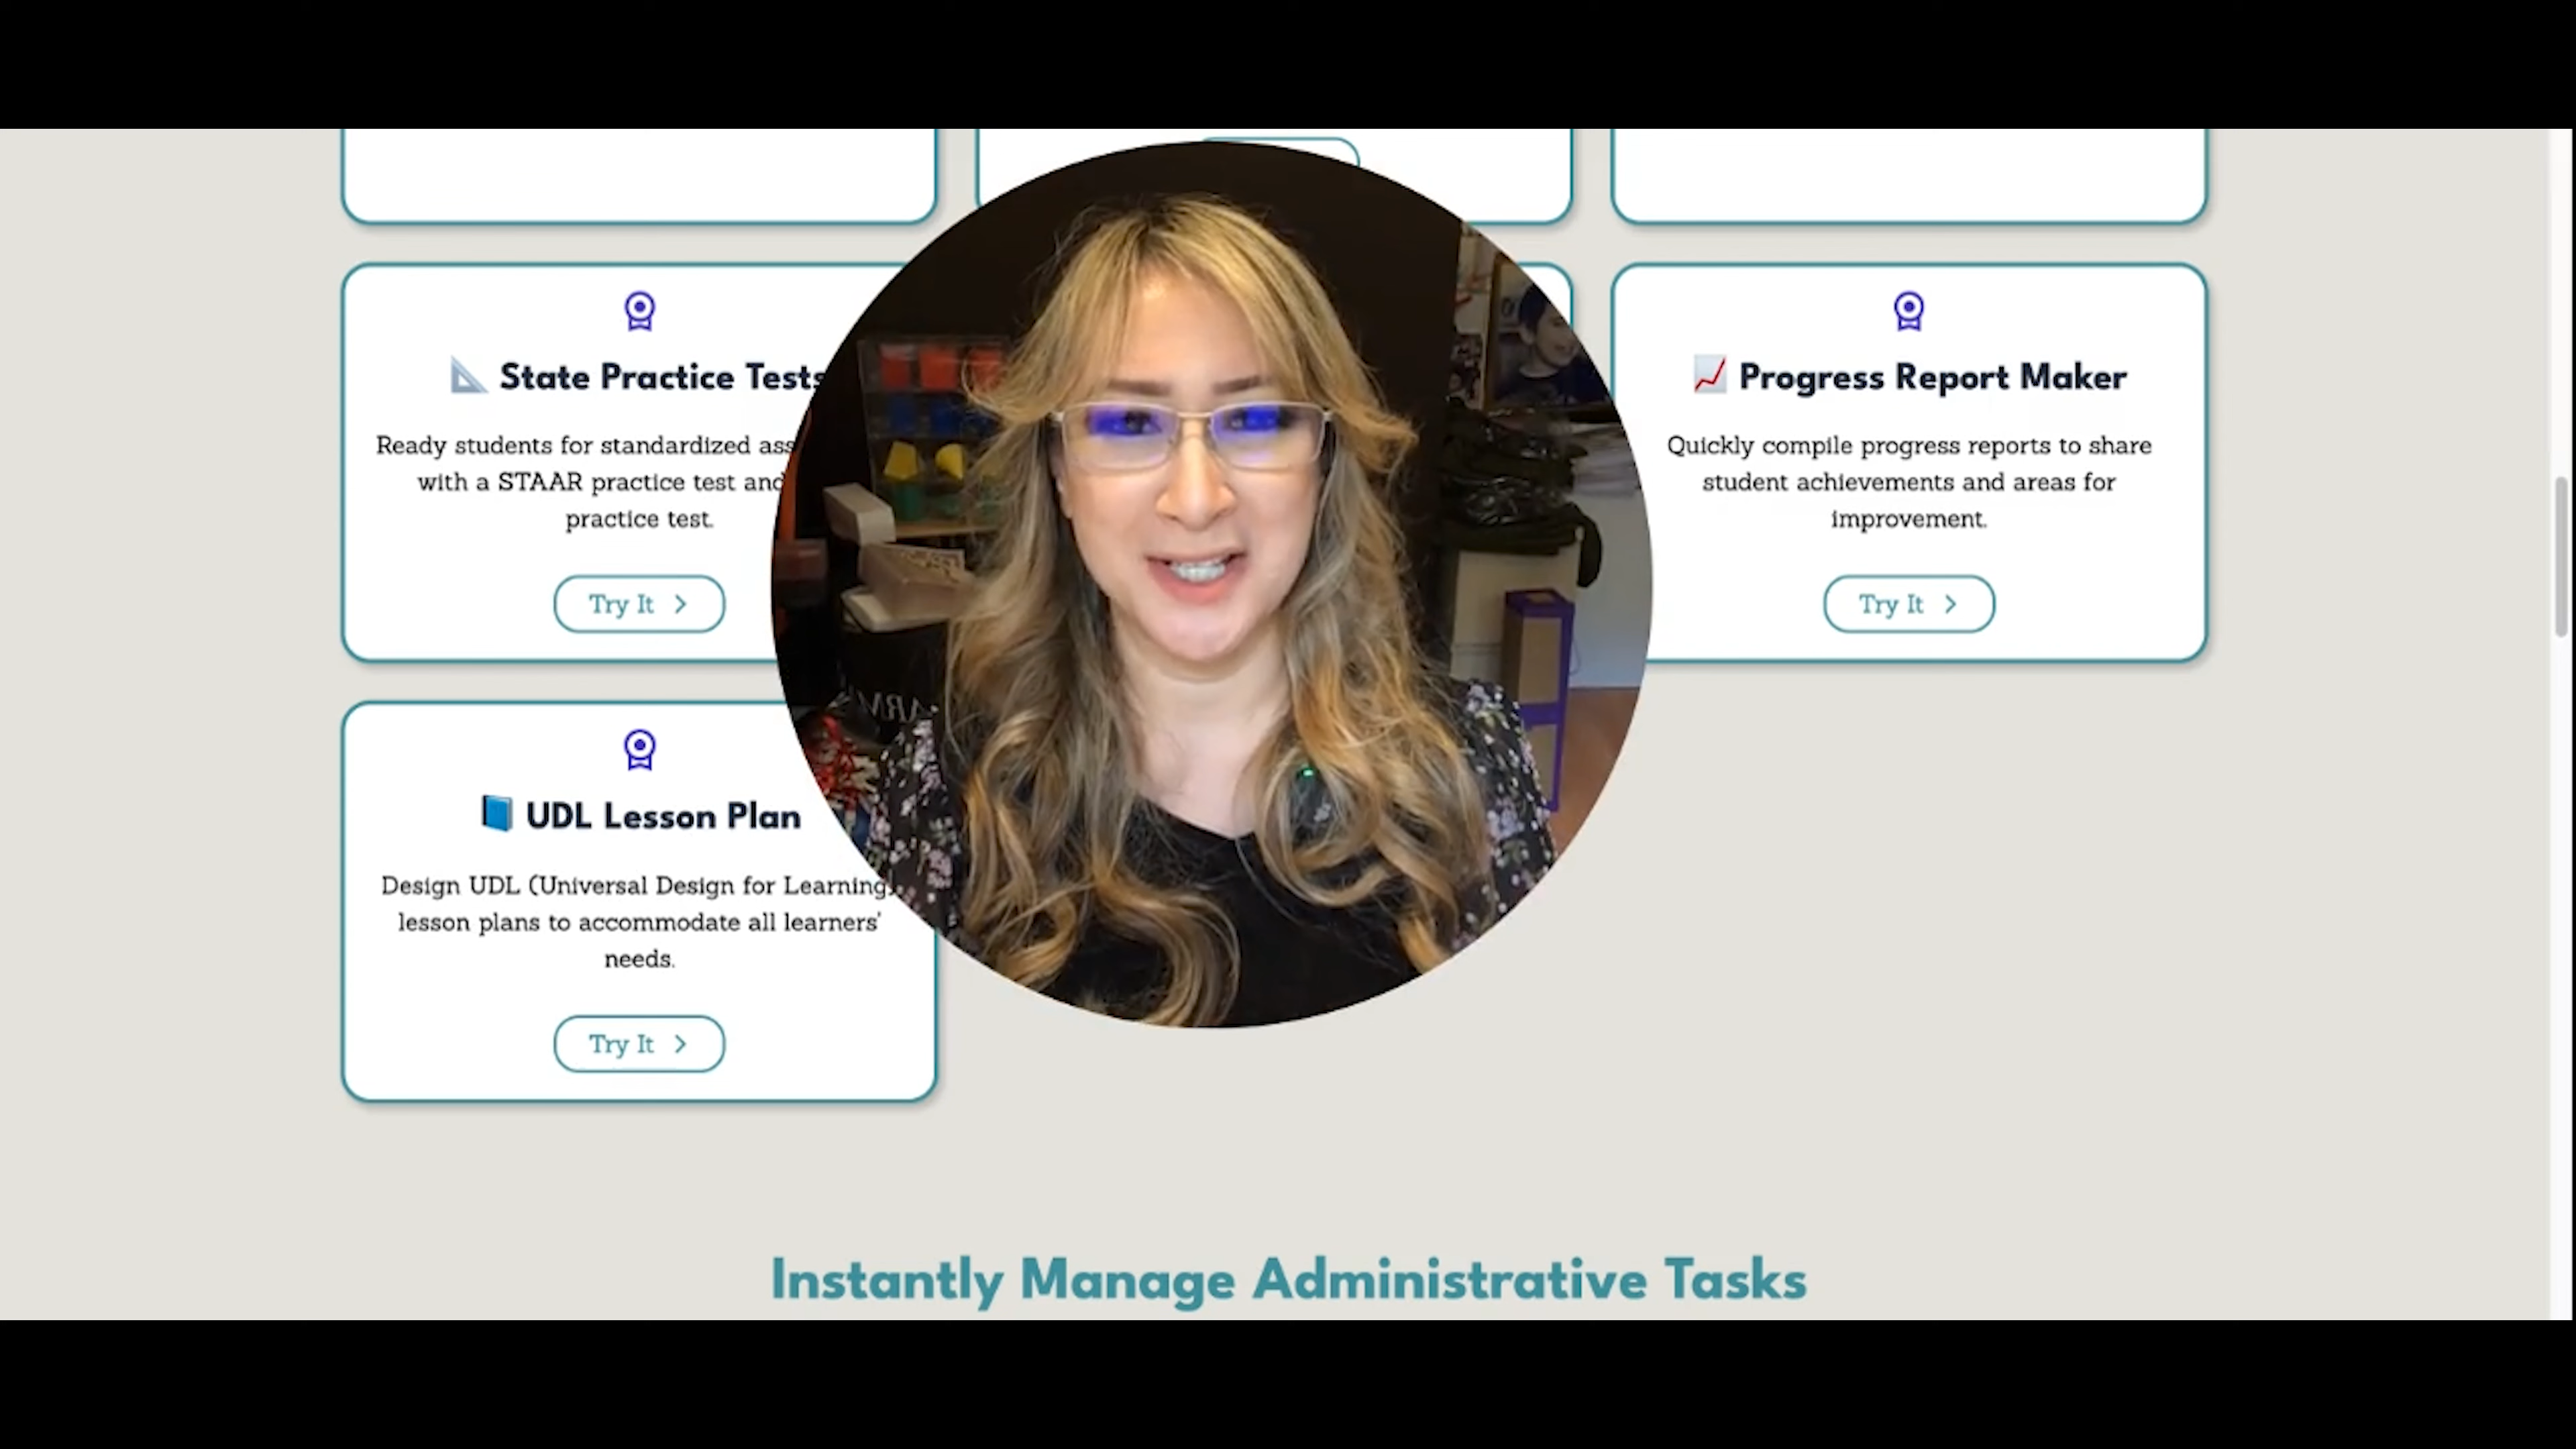 State Practice Tests
Ready students for standardized
with a STAAR practice test and
practice test.
Try It
Progress Report Maker
Quickly compile progress reports to share
student achievements and areas for
improvement.
Try It
UDL Lesson Plan
Design UDL (Universal Design for Learning)
lesson plans to accommodate all learners'
needs.
Try It
Instantly Manage Administrative Tasks